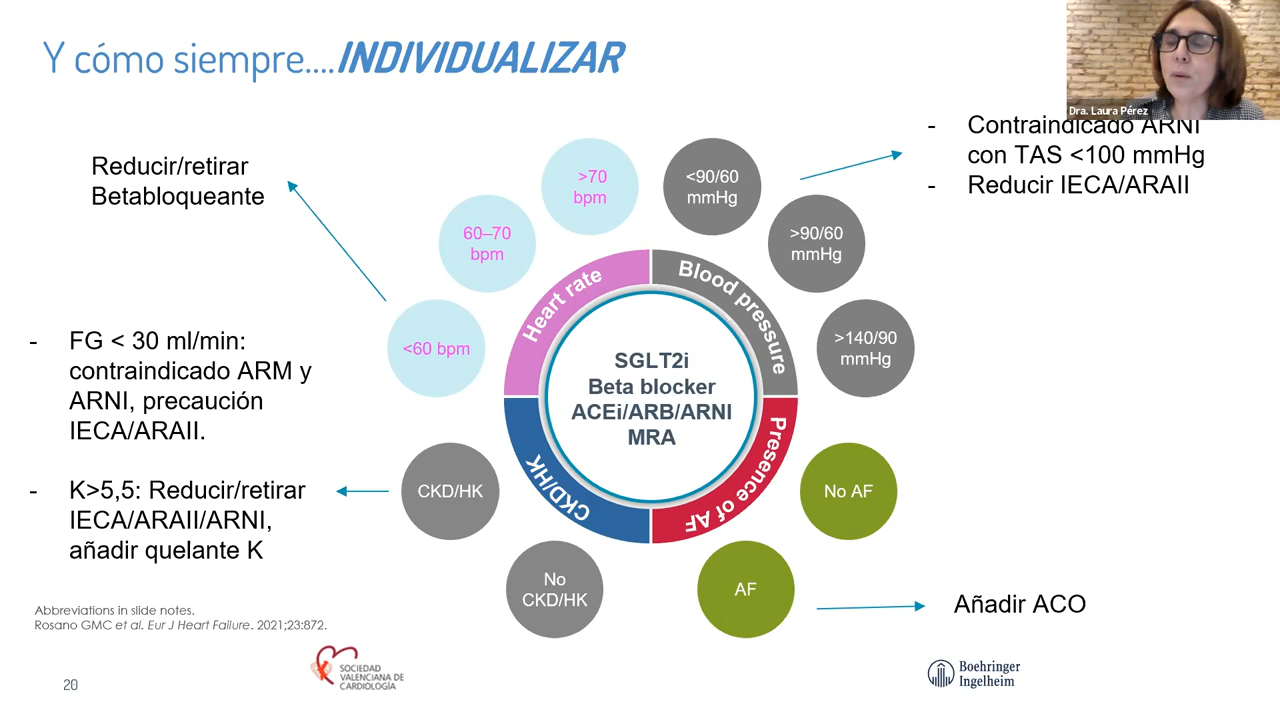 Y cómo siempre....INDIVIDUALIZAR
Dra. Laura Pérez
- Contraindicado ARNI
con TAS <100 mmHg
- Reducir IECA/ARAII
Reducir/retirar
Betabloqueante
>70
bpm
<90/60
mmHg
60–70
bpm
>90/60
mmHg
<60 bpm
>140/90
mmHg
Heart rate
Blood pressure
SGLT2i
Beta blocker
ACEi/ARB/ARNI
MRA
CKD/HK
Presence of AF
- FG < 30 ml/min:
contraindicado ARM y
ARNI, precaución
IECA/ARAII.
- K>5,5: Reducir/retirar
IECA/ARAII/ARNI,
añadir quelante K
CKD/HK
No AF
No
CKD/HK
AF
Añadir ACO
Abbreviations in slide notes.
Rosano GMC et al. Eur J Heart Failure. 2021;23:872.
20
SOCIEDAD
VALENCIANA DE
CARDIOLOGÍA
Boehringer
Ingelheim